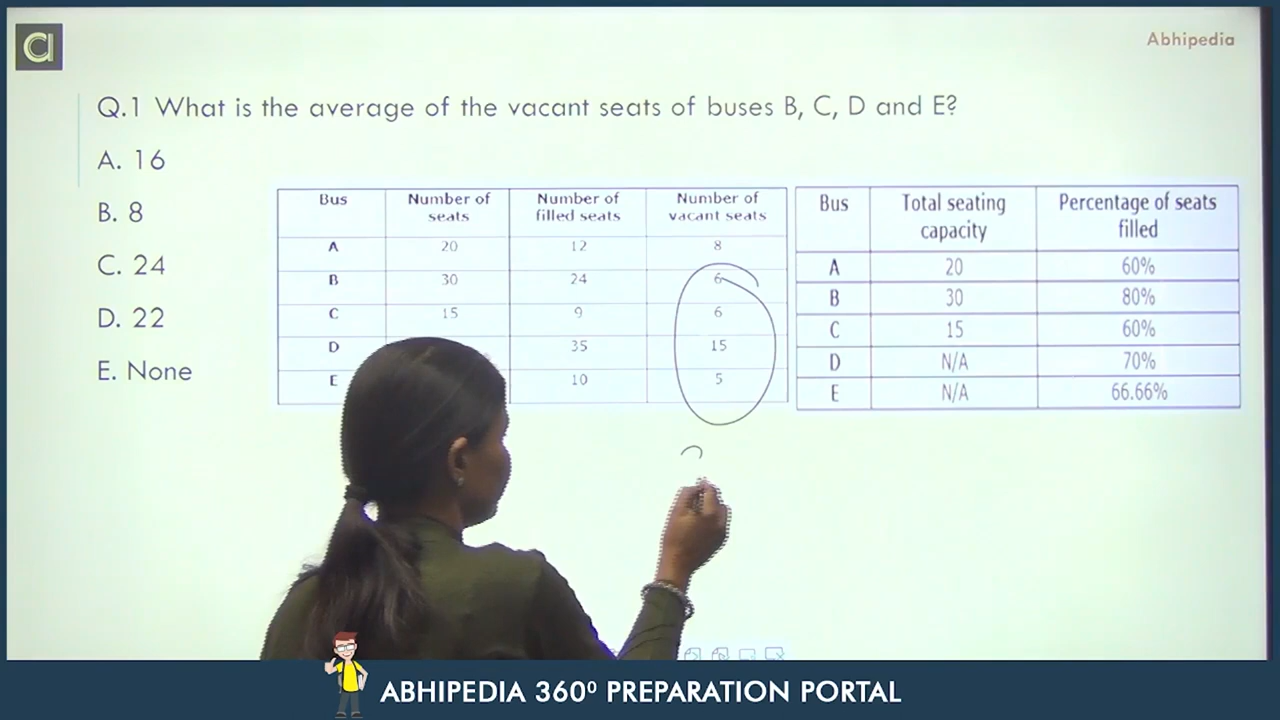 Abhipedia
Q.1 What is the average of the vacant seats of buses B, C, D and E?
A. 16
B. 8
C. 24
D. 22
E. None
Bus Number of seats Number of filled seats Number of vacant seats
A 20 12 8
B 30 24 6
C 15 9 6
D 35 15
E 10 5
Bus Total seating capacity Percentage of seats filled
A 20 60%
B 30 80%
C 15 60%
D N/A 70%
E N/A 66.66%
ABHIPEDIA 360⁰ PREPARATION PORTAL